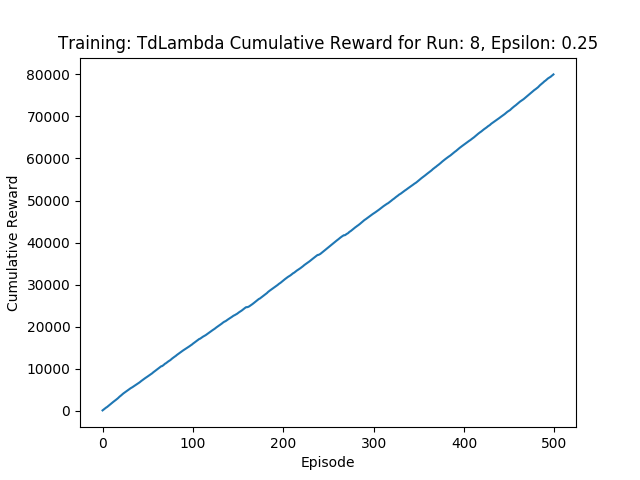 Training: TdLambda Cumulative Reward for Run: 8, Epsilon: 0.25
80000
70000
60000
50000
40000
30000
20000
10000
0
Cumulative Reward
0 100 200 300 400 500
Episode